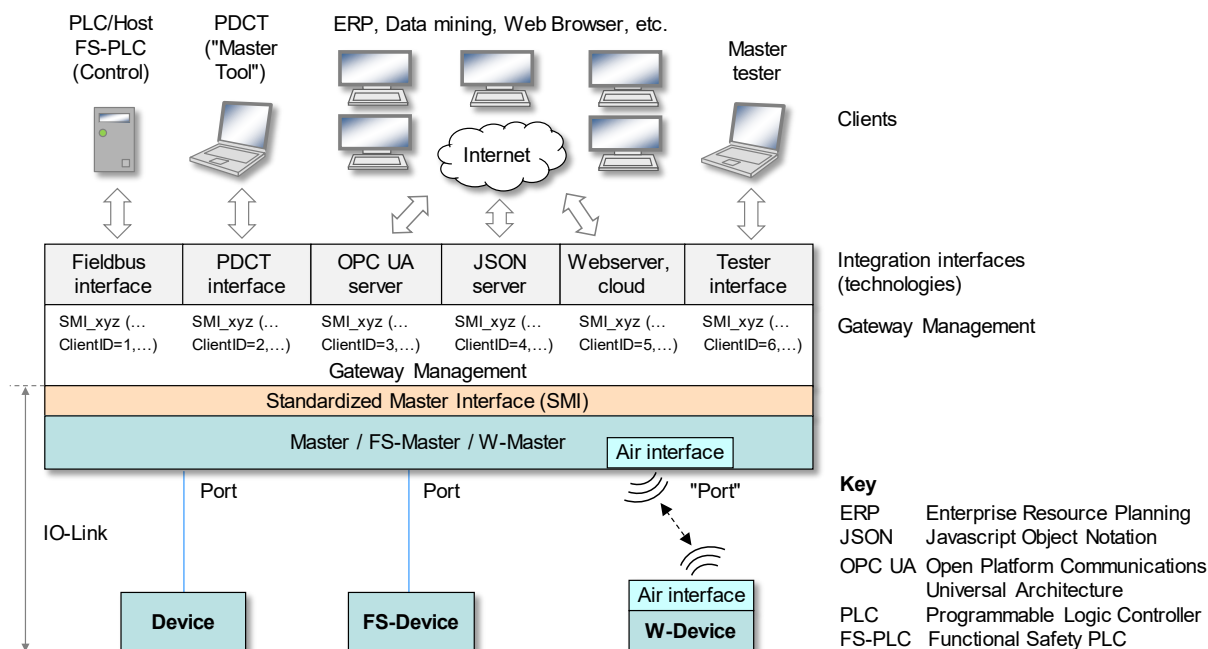 PLC/Host
FS-PLC
(Control)
PDCT
("Master
Tool")
ERP, Data mining, Web Browser, etc.
Master
tester
Clients
Internet
Fieldbus
interface
PDCT
interface
OPC UA
server
JSON
server
Webserver,
cloud
Tester
interface
Integration interfaces
(technologies)
SMI_xyz (…
ClientID=1,…)
SMI_xyz (…
ClientID=2,…)
SMI_xyz (…
ClientID=3,…)
SMI_xyz (…
ClientID=4,…)
SMI_xyz (…
ClientID=5,…)
SMI_xyz (…
ClientID=6,…)
Gateway Management
Gateway Management
Standardized Master Interface (SMI)
Master / FS-Master / W-Master
Air interface
Port
Port
"Port"
IO-Link
Air interface
Device
FS-Device
W-Device
Key
ERP Enterprise Resource Planning
JSON Javascript Object Notation
OPC UA Open Platform Communications
Universal Architecture
PLC Programmable Logic Controller
FS-PLC Functional Safety PLC